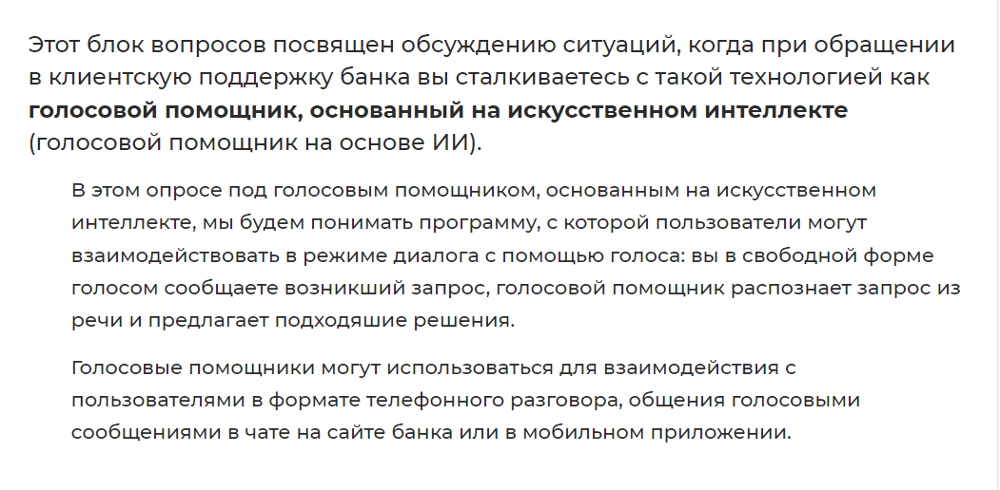 Этот блок вопросов посвящен обсуждению ситуаций, когда при обращении
в клиентскую поддержку банка вы сталкиваетесь с такой технологией как
голосовой помощник, основанный на искусственном интеллекте
(голосовой помощник на основе ИИ).
В этом опросе под голосовым помощником, основанным на искусственном
интеллекте, мы будем понимать программу, с которой пользователи могут
взаимодействовать в режиме диалога с помощью голоса: вы в свободной форме
голосом сообщаете возникший запрос, голосовой помощник распознает запрос из
речи и предлагает подходяшие решения.
Голосовые помощники могут использоваться для взаимодействия с
пользователями в формате телефонного разговора, общения голосовыми
сообщениями в чате на сайте банка или в мобильном приложении.